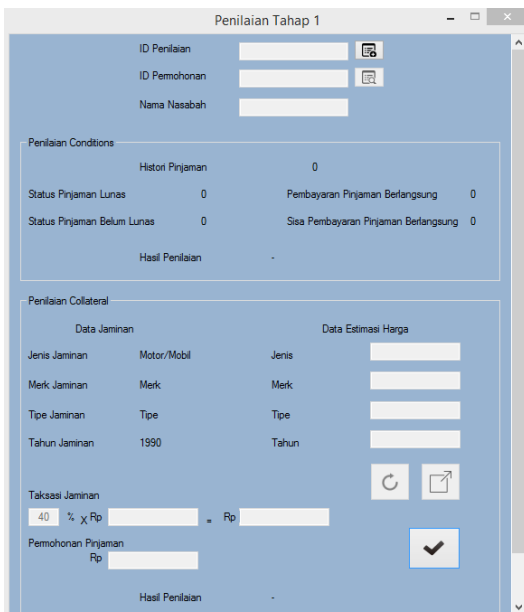 Penilaian Tahap 1
ID Penilaian
ID Permohonan
Nama Nasabah
Penilaian Conditions
Histori Pinjaman 0
Status Pinjaman Lunas 0 Pembayaran Pinjaman Berlangsung 0
Status Pinjaman Belum Lunas 0 Sisa Pembayaran Pinjaman Berlangsung 0
Hasil Penilaian -
Penilaian Collateral
Data Jaminan Data Estimasi Harga
Jenis Jaminan Motor/Mobil Jenis
Merk Jaminan Merk Merk
Tipe Jaminan Tipe Tipe
Tahun Jaminan 1990 Tahun
Taksasi Jaminan
40 % X Rp = Rp
Permohonan Pinjaman
Rp
Hasil Penilaian -